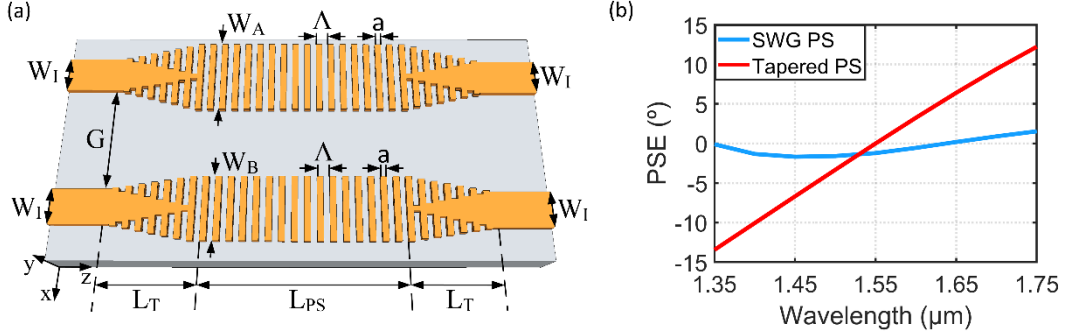 (a)
W_A
Λ
a
W_I
W_I
G
W_B
Λ
a
W_I
W_I
y
z
x
L_T
L_PS
L_T
(b)
SWG PS
Tapered PS
15
10
5
0
-5
-10
-15
PSE (º)
1.35
1.45
1.55
1.65
1.75
Wavelength (µm)